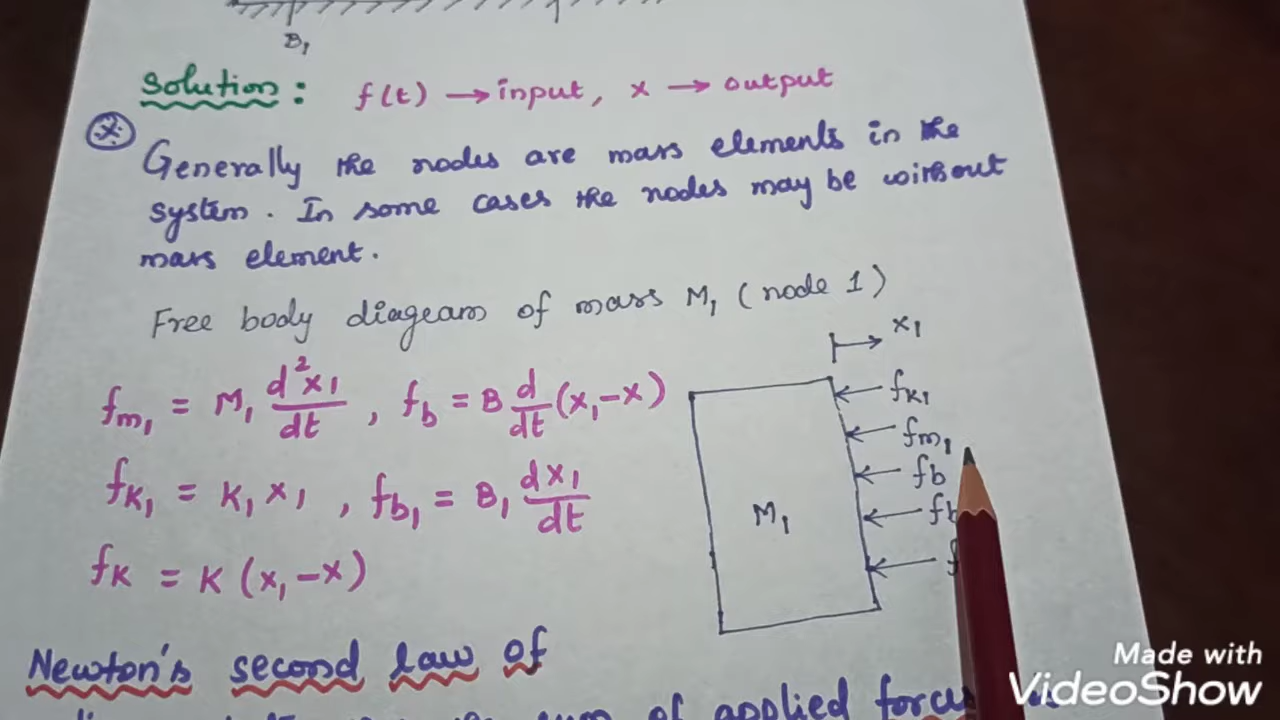 B₁
Solution : f(t) → input, x → output
* Generally the nodes are mass elements in the
system. In some cases the nodes may be without
mass element.
Free body diagram of mass M₁ (node 1)
x₁
fm₁ = M₁ d²x₁/dt , fb = B d/dt (x₁-x)
fk₁ = K₁ x₁ , fb₁ = B₁ dx₁/dt
fk = K (x₁-x)
fk₁
fm₁
fb
M₁
Newton's second law of
of applied forces
Made with
VideoShow